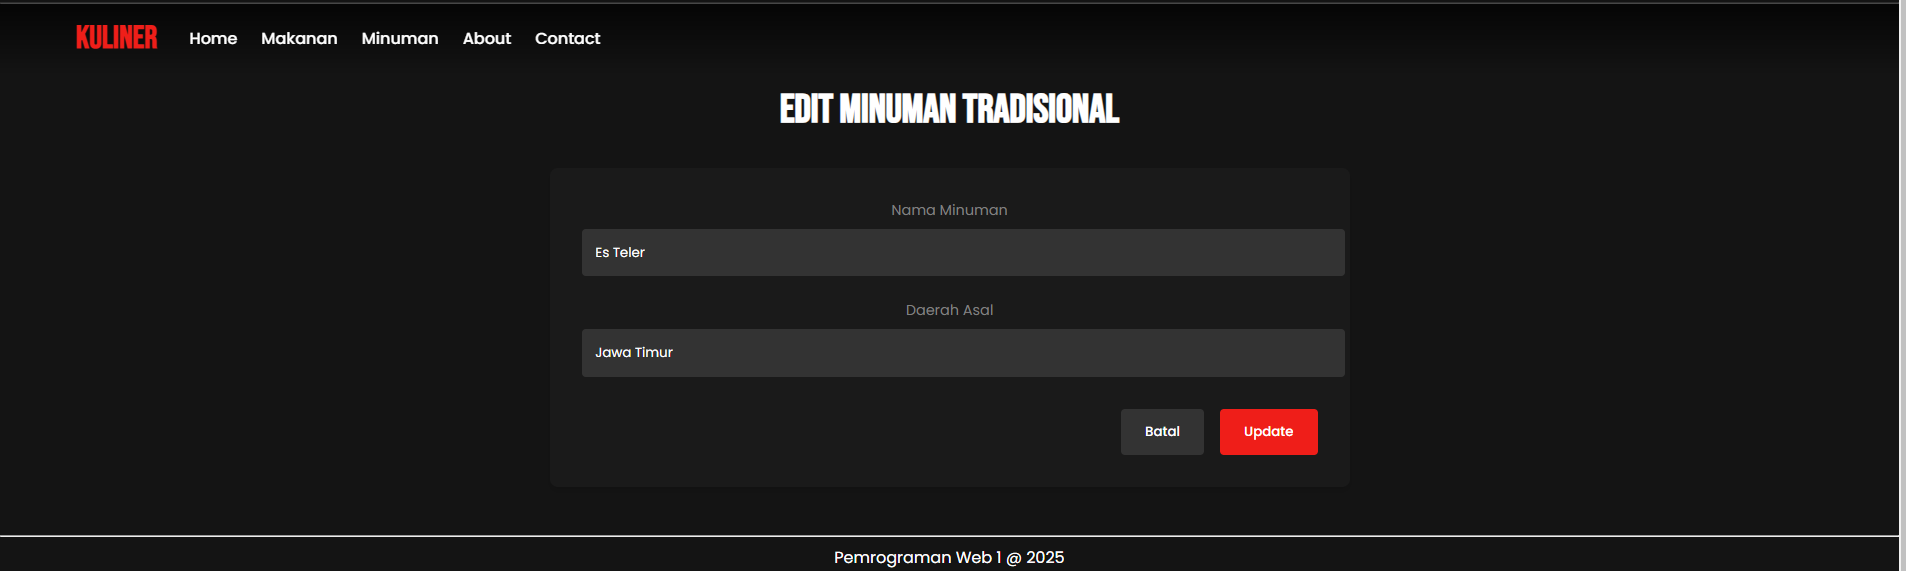 KULINER Home Makanan Minuman About Contact
EDIT MINUMAN TRADISIONAL
Nama Minuman
Es Teler
Daerah Asal
Jawa Timur
Batal Update
Pemrograman Web 1 @ 2025